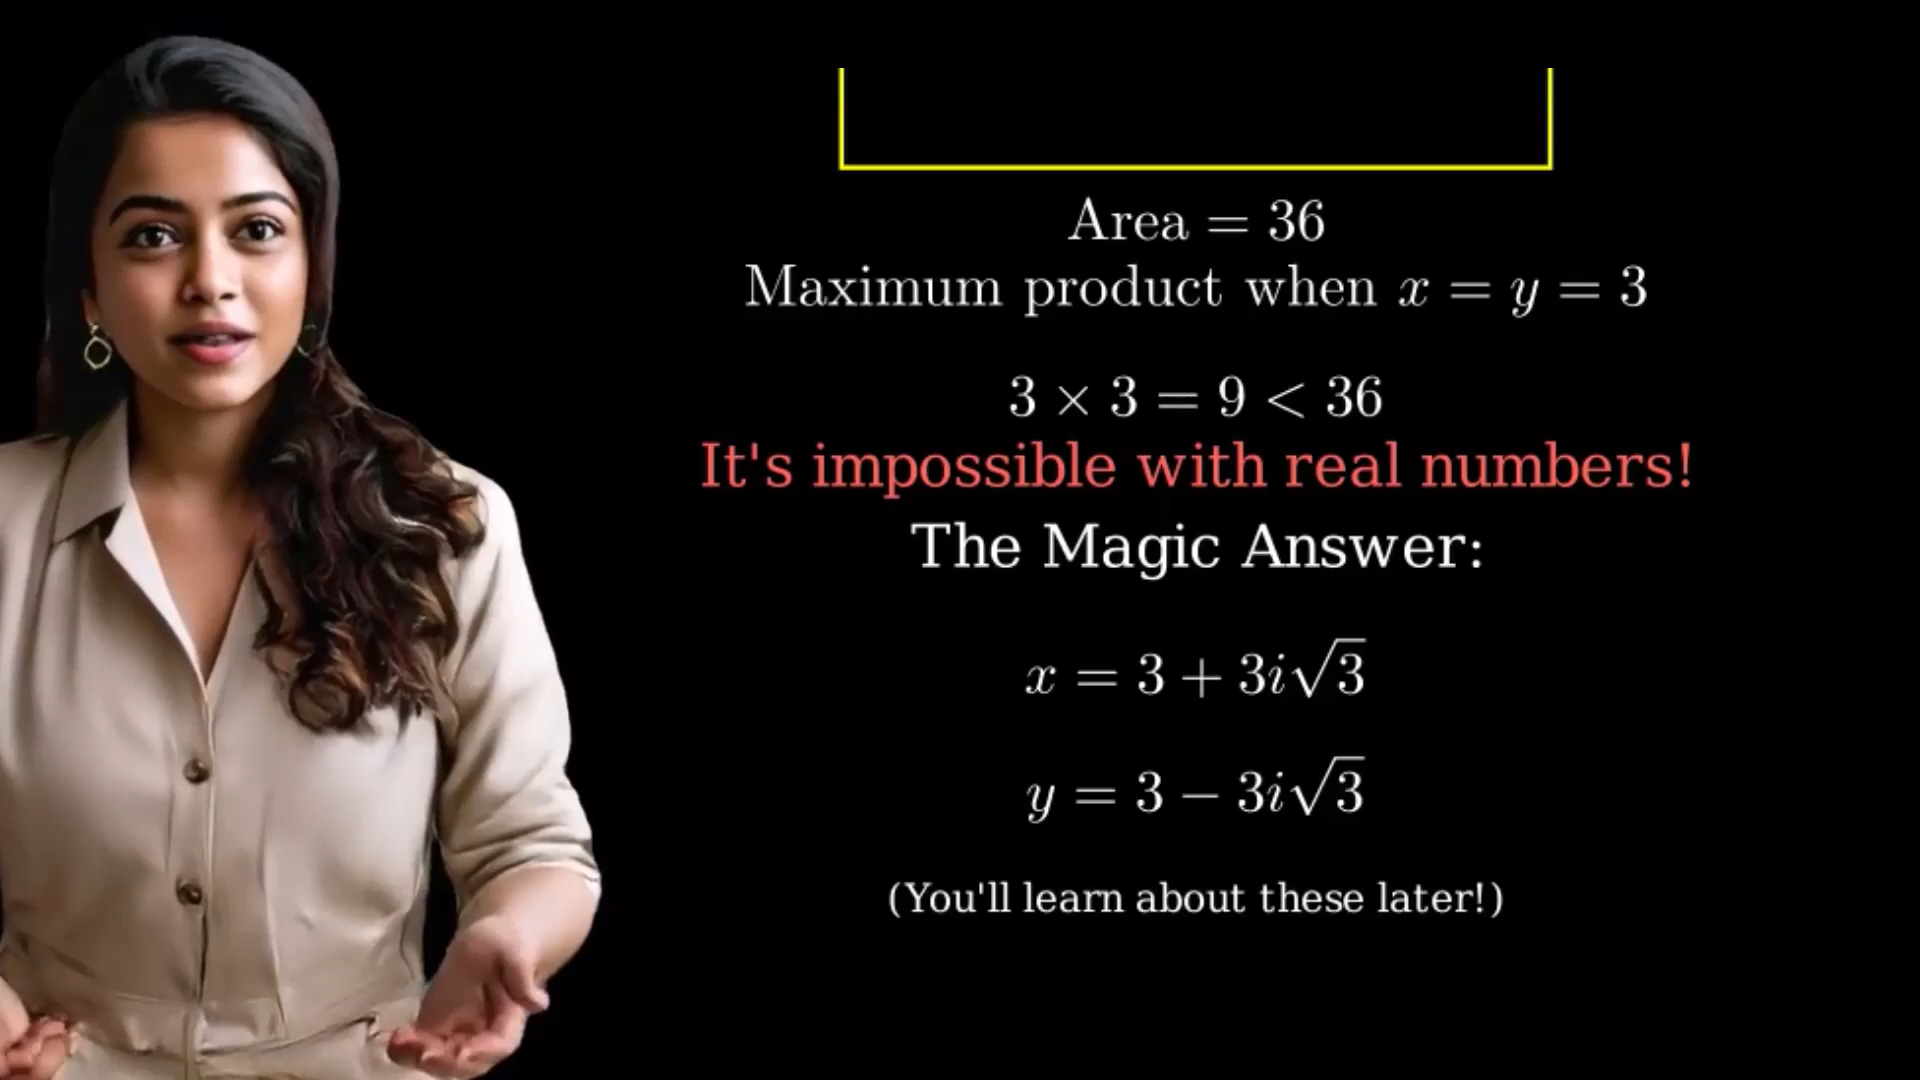 Area = 36
Maximum product when x = y = 3
3 × 3 = 9 < 36
It's impossible with real numbers!
The Magic Answer:
x = 3 + 3i√3
y = 3 − 3i√3
(You'll learn about these later!)